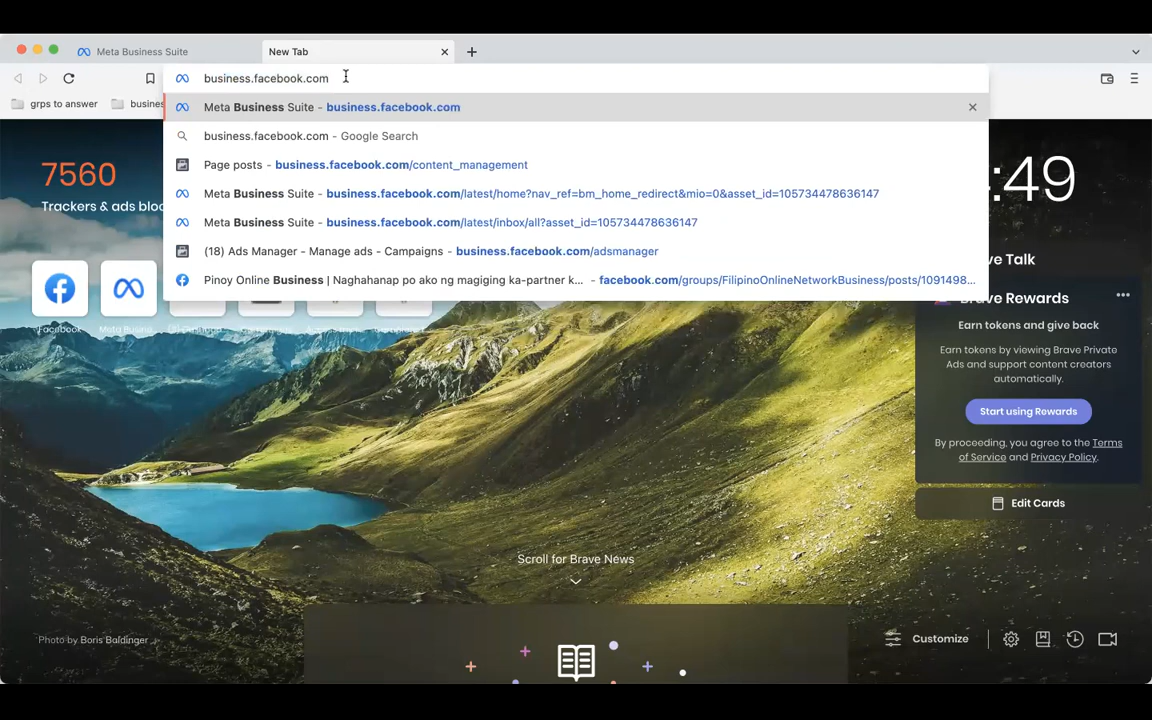 Meta Business Suite
New Tab
business.facebook.com
grps to answer
Meta Business Suite - business.facebook.com
business.facebook.com - Google Search
Page posts - business.facebook.com/content_management
Meta Business Suite - business.facebook.com/latest/home?nav_ref=bm_home_redirect&mio=0&asset_id=105734478636147
Meta Business Suite - business.facebook.com/latest/inbox/all?asset_id=105734478636147
(18) Ads Manager - Manage ads - Campaigns - business.facebook.com/adsmanager
Pinoy Online Business | Naghahanap po ako ng magiging ka-partner k... - facebook.com/groups/FilipinoOnlineNetworkBusiness/posts/1091498...
7560
Trackers & ads
:49
Talk
Facebook
Brave Rewards
Earn tokens and give back
Earn tokens by viewing Brave Private
Ads and support content creators
automatically.
Start using Rewards
By proceeding, you agree to the Terms
of Service and Privacy Policy.
Edit Cards
Scroll for Brave News
Photo by Boris Baldinger
Customize